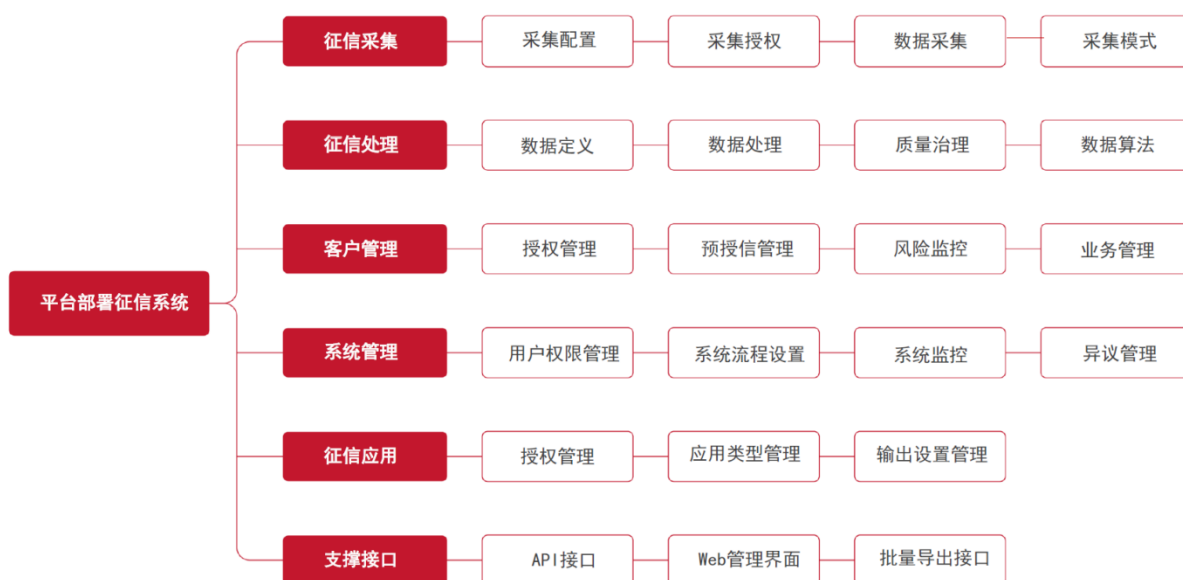 征信采集 采集配置 采集授权 数据采集 采集模式
征信处理 数据定义 数据处理 质量治理 数据算法
客户管理 授权管理 预授信管理 风险监控 业务管理
平台部署征信系统
系统管理 用户权限管理 系统流程设置 系统监控 异议管理
征信应用 授权管理 应用类型管理 输出设置管理
支撑接口 API接口 Web管理界面 批量导出接口